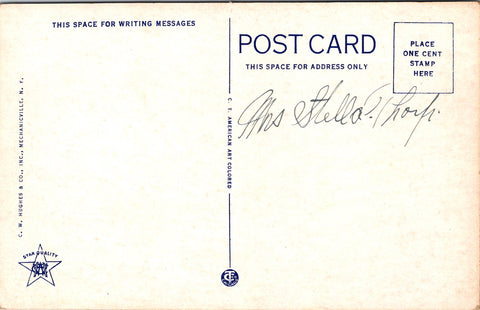 THIS SPACE FOR WRITING MESSAGES
POST CARD
THIS SPACE FOR ADDRESS ONLY
PLACE
ONE CENT
STAMP
HERE
Mrs Stella Thorp.
C. T. AMERICAN ART COLORED
C. W. HUGHES & CO., INC., MECHANICVILLE, N. Y.
STAR QUALITY